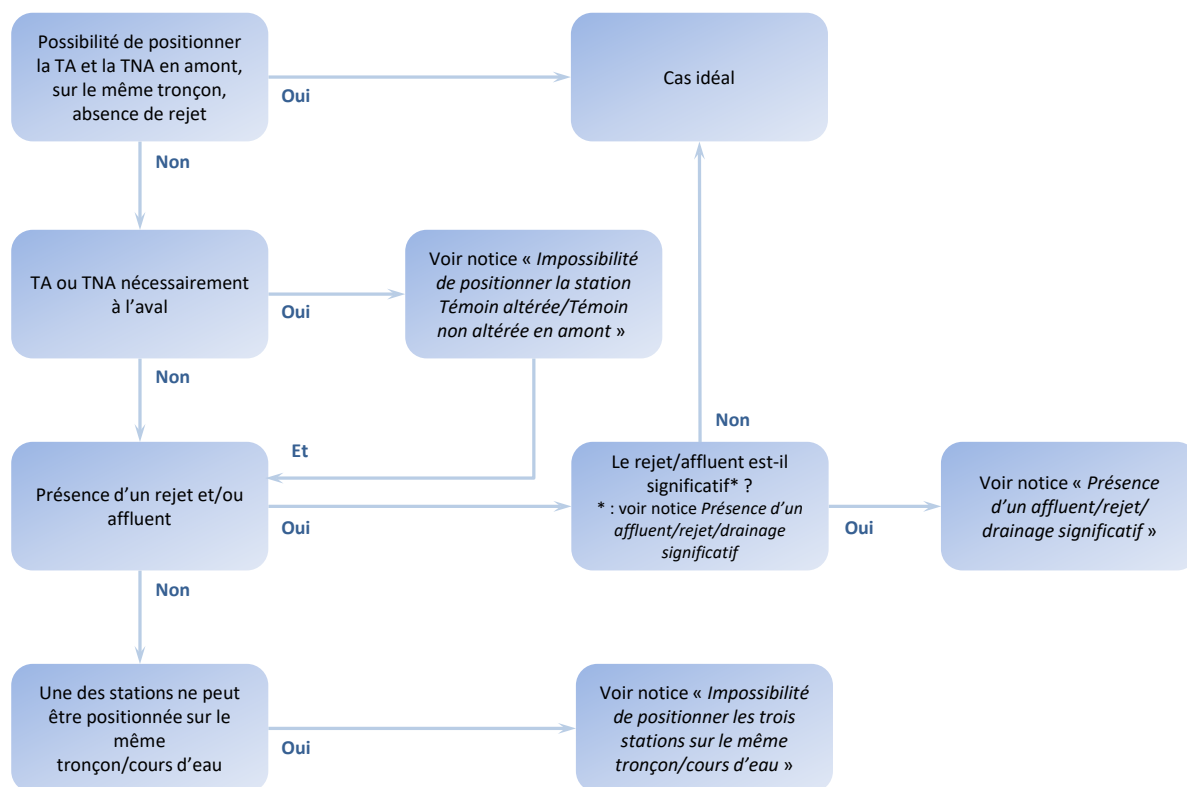 Possibilité de positionner
la TA et la TNA en amont,
sur le même tronçon,
absence de rejet
Oui
Cas idéal
Non
TA ou TNA nécessairement
à l’aval
Oui
Voir notice « Impossibilité
de positionner la station
Témoin altérée/Témoin
non altérée en amont »
Non
Et
Non
Présence d’un rejet et/ou
affluent
Oui
Le rejet/affluent est-il
significatif* ?
* : voir notice Présence d’un
affluent/rejet/drainage
significatif
Oui
Voir notice « Présence
d’un affluent/rejet/
drainage significatif »
Non
Une des stations ne peut
être positionnée sur le
même
tronçon/cours d’eau
Oui
Voir notice « Impossibilité
de positionner les trois
stations sur le même
tronçon/cours d’eau »